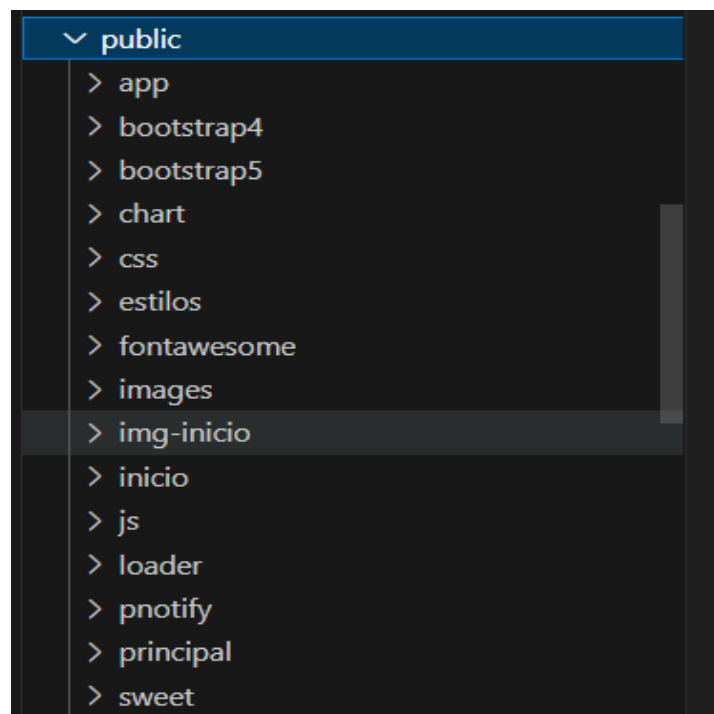 public
app
bootstrap4
bootstrap5
chart
css
estilos
fontawesome
images
img-inicio
inicio
js
loader
pnotify
principal
sweet